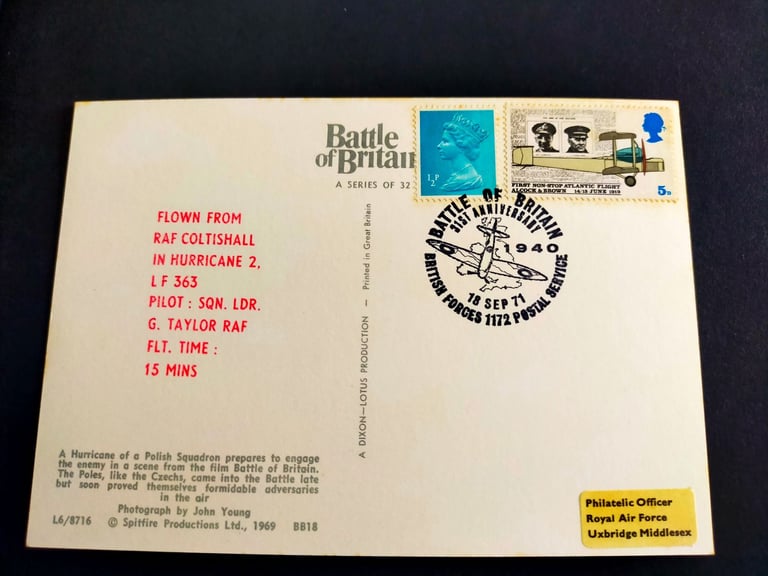 Battle
of Britain
A SERIES OF 32
½P
FIRST NON-STOP ATLANTIC FLIGHT
ALCOCK & BROWN 14/15 JUNE 1919
5D
BATTLE OF BRITAIN
31ST ANNIVERSARY
1940
18 SEP 71
BRITISH FORCES 1172 POSTAL SERVICE
FLOWN FROM
RAF COLTISHALL
IN HURRICANE 2,
LF 363
PILOT : SQN. LDR.
G. TAYLOR RAF
FLT. TIME :
15 MINS
A DIXON—LOTUS PRODUCTION — Printed in Great Britain
A Hurricane of a Polish Squadron prepares to engage
the enemy in a scene from the film Battle of Britain.
The Poles, like the Czechs, came into the Battle late
but soon proved themselves formidable adversaries
in the air
Photograph by John Young
L6/8716 © Spitfire Productions Ltd., 1969 BB18
Philatelic Officer
Royal Air Force
Uxbridge Middlesex